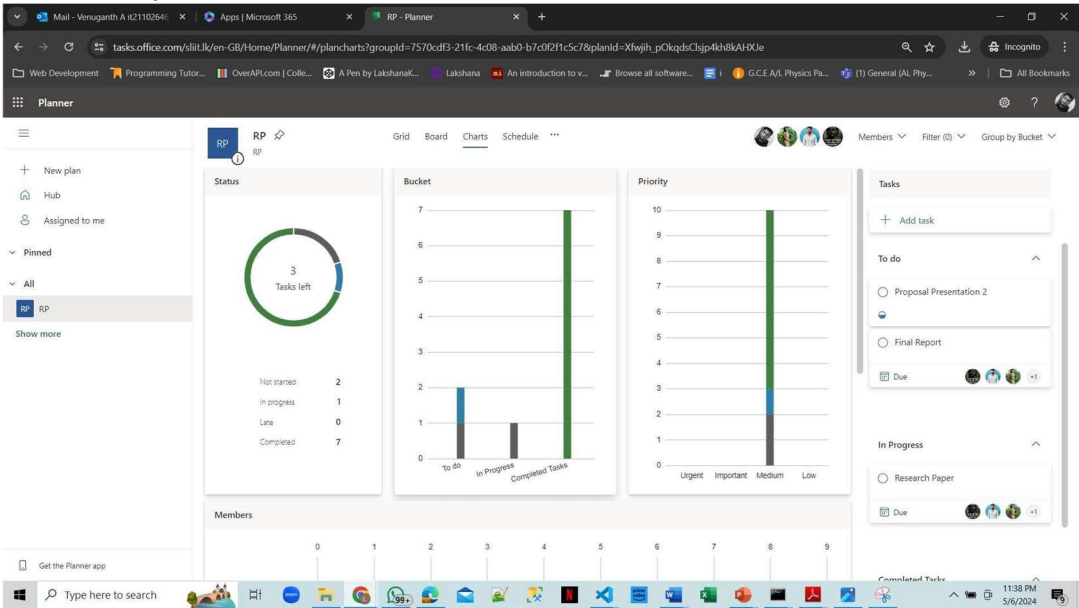 Mail - Venuganth A it21102646
Apps | Microsoft 365
RP - Planner
tasks.office.com/sliit.lk/en-GB/Home/Planner/#/plancharts?groupId=7570cdf3-21fc-4c08-aab0-b7c0f2f1c5c7&planId=Xfwjih_pOkqdsClsjp4kh8kAHXJe
Incognito
Web Development
Programming Tutor...
OverAPI.com | Colle...
A Pen by LakshanaK...
Lakshana
An introduction to v...
Browse all software...
i
G.C.E A/L Physics Pa...
(1) General (AL Phy...
All Bookmarks
Planner
RP
RP
RP
Grid Board Charts Schedule
Members
Filter (0)
Group by Bucket
New plan
Hub
Assigned to me
Pinned
All
RP RP
Show more
Get the Planner app
Status
3
Tasks left
Not started 2
In progress 1
Late 0
Completed 7
Bucket
7
6
5
4
3
2
1
0
To do
In Progress
Completed Tasks
Priority
10
9
8
7
6
5
4
3
2
1
0
Urgent Important Medium Low
Members
0 1 2 3 4 5 6 7 8 9
Tasks
Add task
To do
Proposal Presentation 2
Final Report
Due
+1
In Progress
Research Paper
Due
+1
Completed Tasks
Type here to search
99+
11:38 PM
5/6/2024